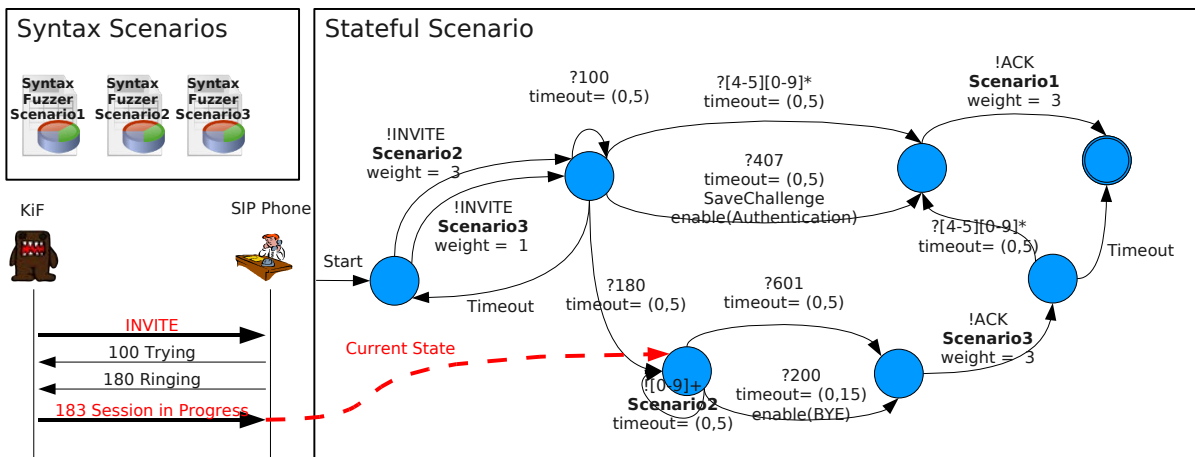 Syntax Scenarios
Syntax
Fuzzer
Scenario1
Syntax
Fuzzer
Scenario2
Syntax
Fuzzer
Scenario3
KiF
SIP Phone
INVITE
100 Trying
180 Ringing
183 Session in Progress
Stateful Scenario
Start
!INVITE
Scenario2
weight = 3
!INVITE
Scenario3
weight = 1
Timeout
?100
timeout= (0,5)
?[4-5][0-9]*
timeout= (0,5)
?407
timeout= (0,5)
SaveChallenge
enable(Authentication)
!ACK
Scenario1
weight = 3
?[4-5][0-9]*
timeout= (0,5)
Timeout
?180
timeout= (0,5)
?601
timeout= (0,5)
Current State
![0-9]+
Scenario2
timeout= (0,5)
?200
timeout= (0,15)
enable(BYE)
!ACK
Scenario3
weight = 3